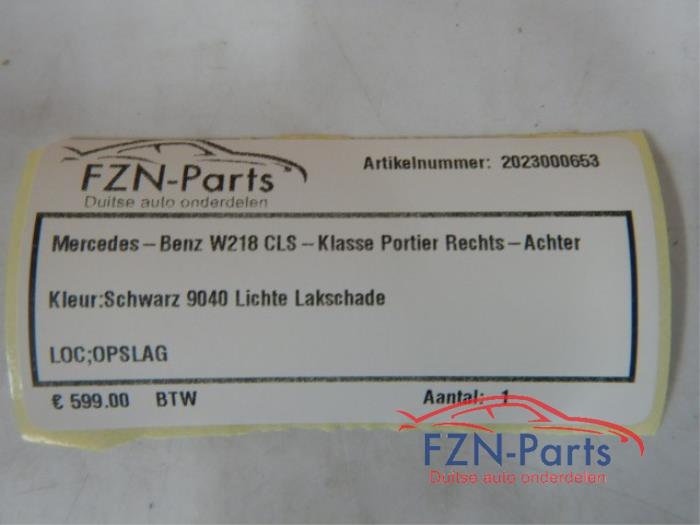 FZN-Parts
Duitse auto onderdelen
Artikelnummer: 2023000653
Mercedes-Benz W218 CLS-Klasse Portier Rechts-Achter
Kleur:Schwarz 9040 Lichte Lakschade
LOC;OPSLAG
€ 599.00 BTW
Aantal: 1
FZN-Parts
Duitse auto onderdelen